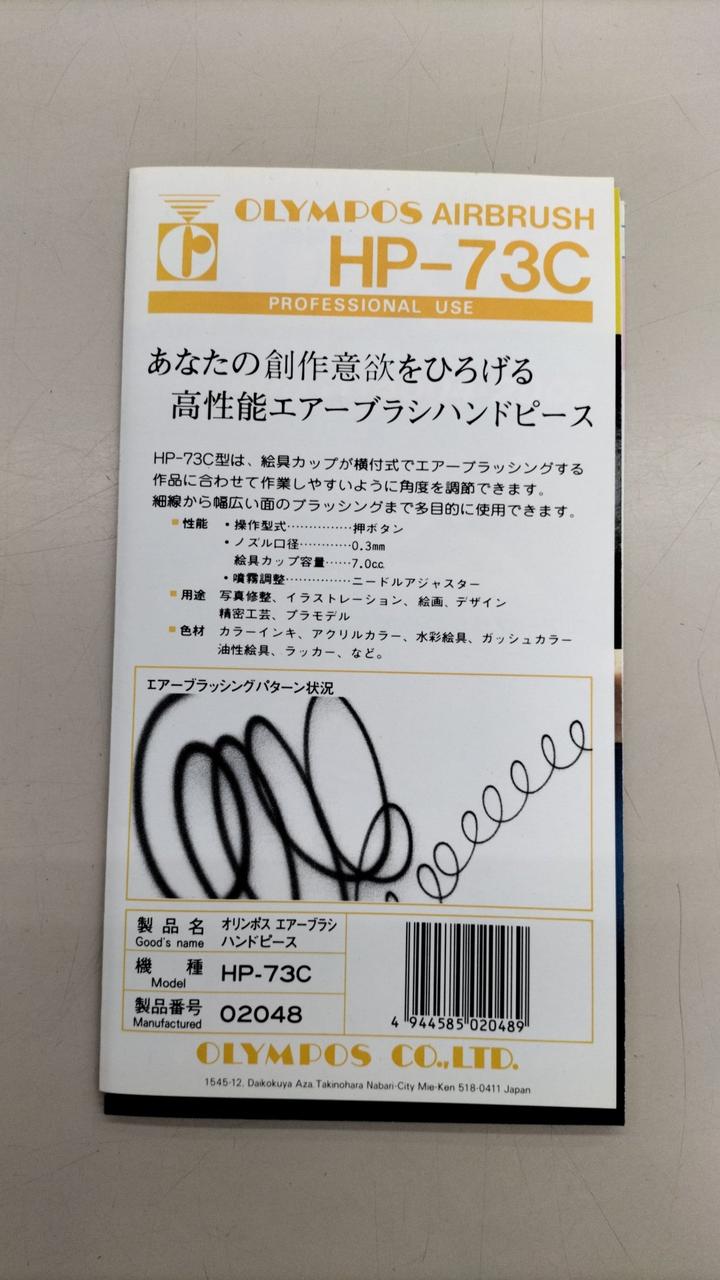 OLYMPOS AIRBRUSH
HP-73C
PROFESSIONAL USE
あなたの創作意欲をひろげる
高性能エアーブラシハンドピース
HP-73C型は、絵具カップが横付式でエアーブラッシングする
作品に合わせて作業しやすいように角度を調節できます。
細線から幅広い面のブラッシングまで多目的に使用できます。
■性能 •操作型式……………押ボタン
•ノズル口径…………0.3㎜
絵具カップ容量……7.0cc
•噴霧調整……………ニードルアジャスター
■用途 写真修整、イラストレーション、絵画、デザイン
精密工芸、プラモデル
■色材 カラーインキ、アクリルカラー、水彩絵具、ガッシュカラー
油性絵具、ラッカー、など。
エアーブラッシングパターン状況
製品名 オリンポス エアーブラシ
Good's name ハンドピース
機種 HP-73C
Model
製品番号 02048
Manufactured
4 944585 020489
OLYMPOS CO.,LTD.
1545-12, Daikokuya Aza Takinohara Nabari-City Mie-Ken 518-0411 Japan